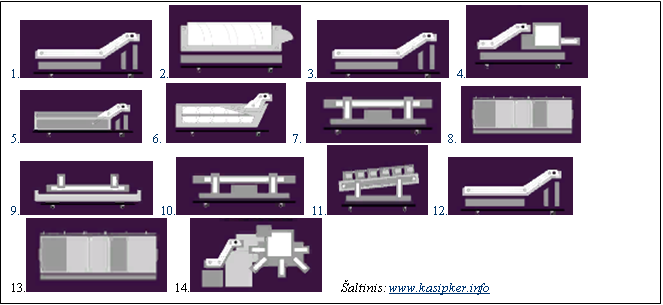 1. 2. 3. 4.
5. 6. 7. 8.
9. 10. 11. 12.
13. 14. Šaltinis: www.kasipker.info